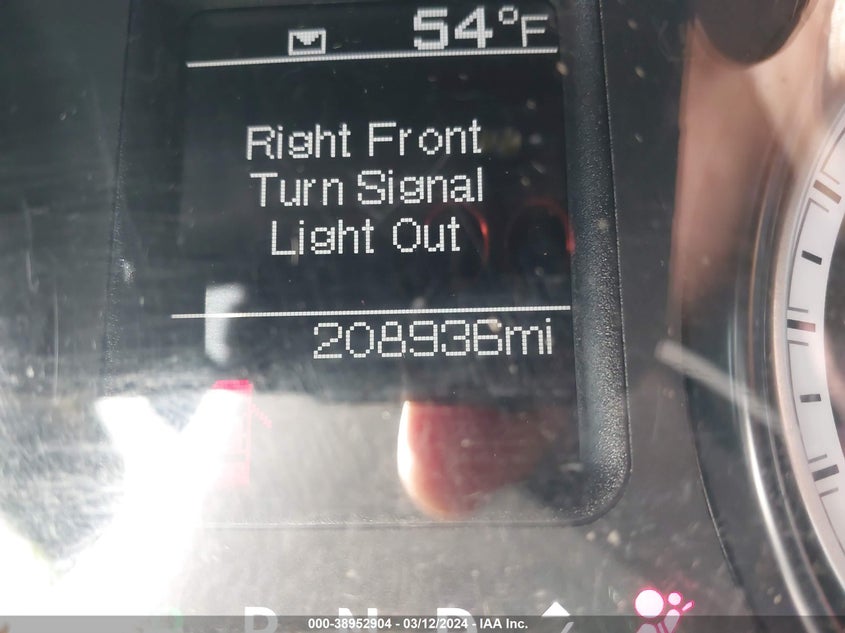 54°F
Right Front
Turn Signal
Light Out
208936mi
P N D
000-38952904 - 03/12/2024 - IAA Inc.